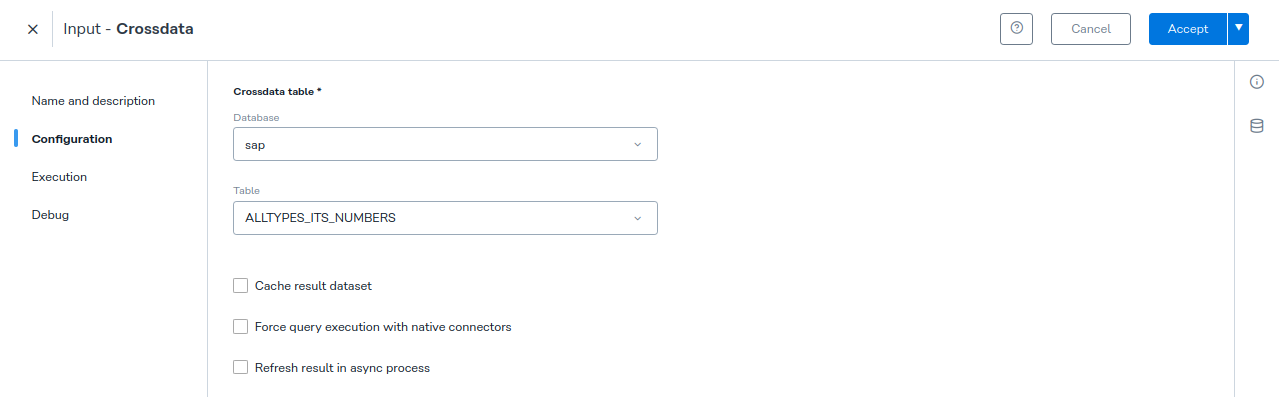 Input - Crossdata
Cancel
Accept
Name and description
Configuration
Execution
Debug
Crossdata table *
Database
sap
Table
ALLTYPES_ITS_NUMBERS
Cache result dataset
Force query execution with native connectors
Refresh result in async process